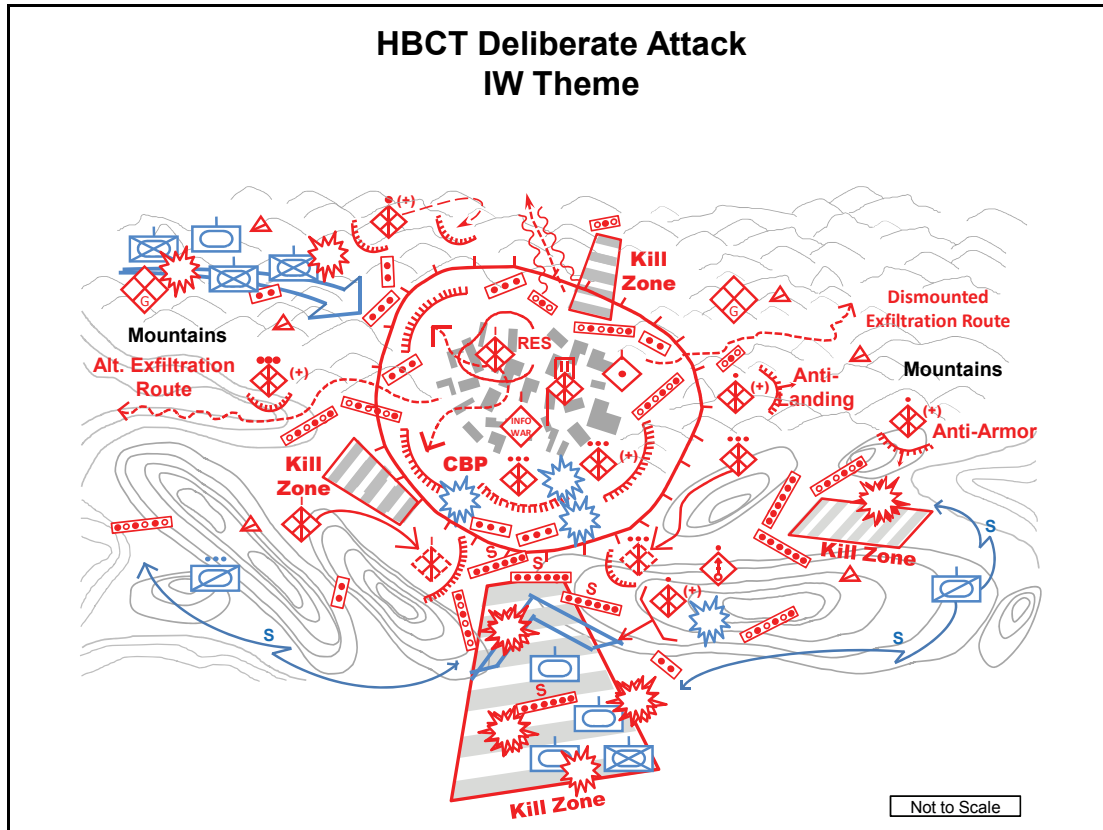 HBCT Deliberate Attack
IW Theme
(+)
Kill
Zone
G
G
Dismounted
Exfiltration Route
Mountains
RES
Alt. Exfiltration
Route
(+)
Mountains
(+)
Anti-
Landing
(+)
Anti-Armor
INFO
WAR
Kill
Zone
CBP
(+)
S
Kill Zone
S
S
S
(+)
S
S
S
Kill Zone
Not to Scale